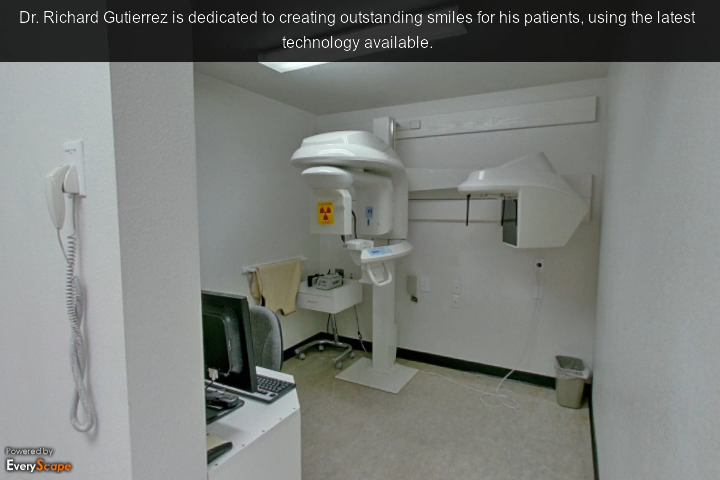 Dr. Richard Gutierrez is dedicated to creating outstanding smiles for his patients, using the latest
technology available.
Powered by
EveryScape